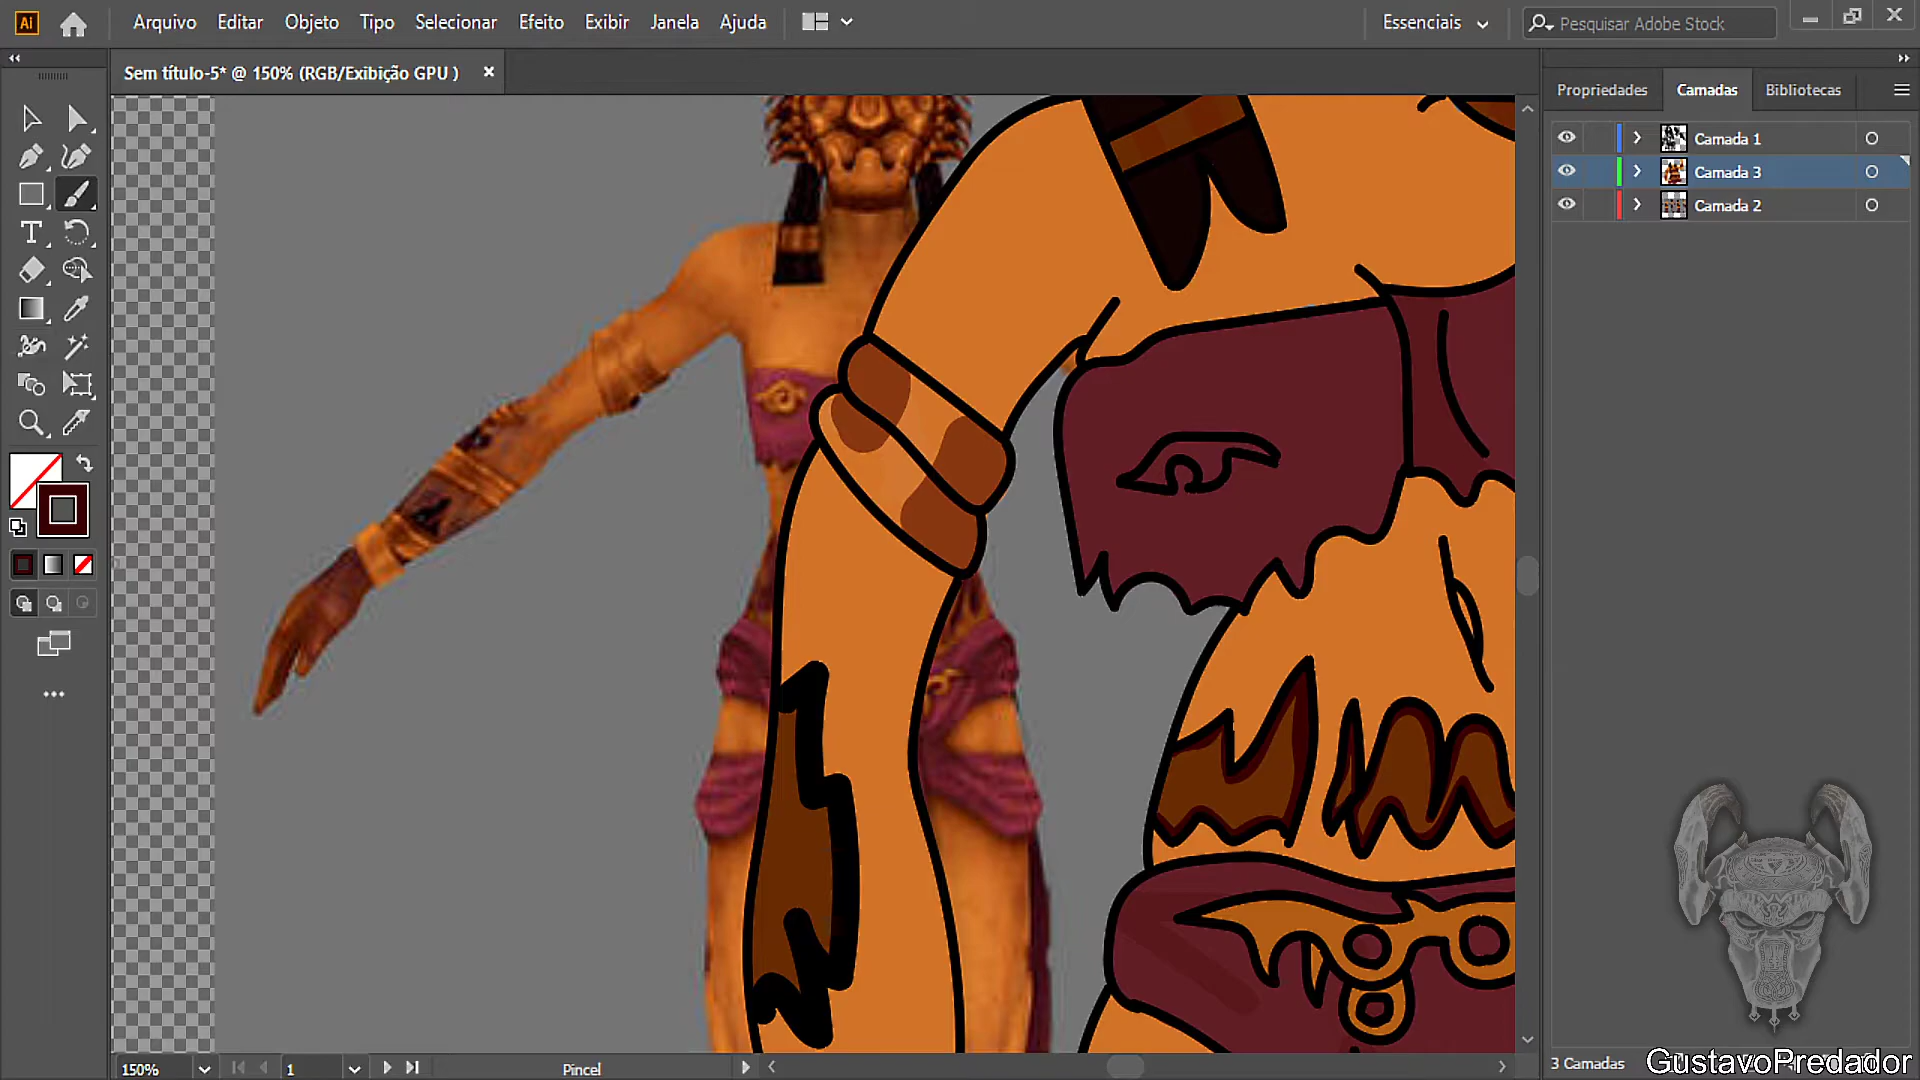 Ai Arquivo Editar Objeto Tipo Selecionar Efeito Exibir Janela Ajuda Essenciais Pesquisar Adobe Stock
Sem título-5* @ 150% (RGB/Exibição GPU ) ×
Propriedades Camadas Bibliotecas
Camada 1
Camada 3
Camada 2
150% 1 Pincel
3 Camadas
GustavoPredador